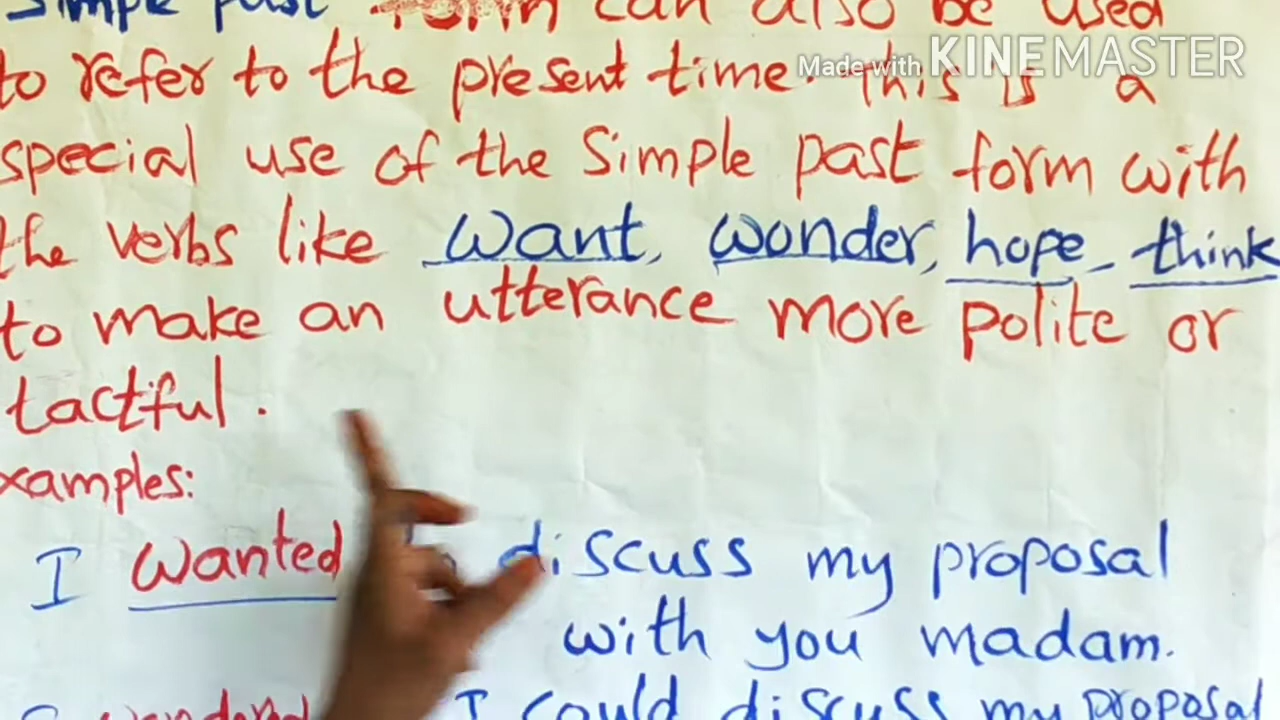 Simple past form can also be used
to refer to the present time. This is a
special use of the Simple past form with
the verbs like want, wonder, hope, think
to make an utterance more polite or
tactful.
xamples:
I wanted discuss my proposal
with you madam.
wondered I could discuss my proposal
Made with KINEMASTER